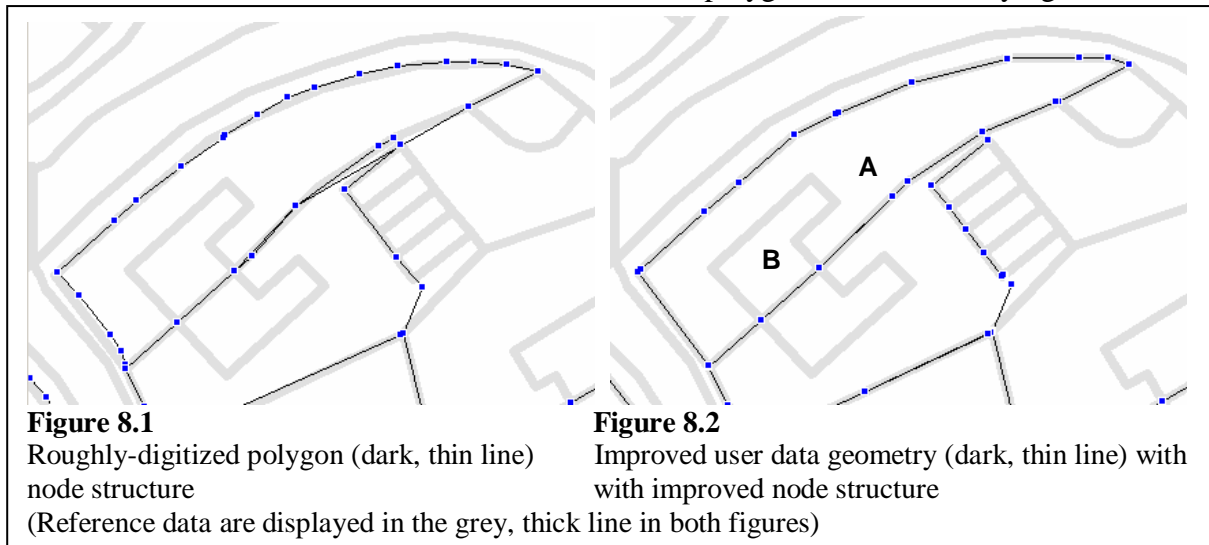 polyg
yi g
A
B
Figure 8.1
Figure 8.2
Roughly-digitized polygon (dark, thin line)
Improved user data geometry (dark, thin line) with
node structure
with improved node structure
(Reference data are displayed in the grey, thick line in both figures)